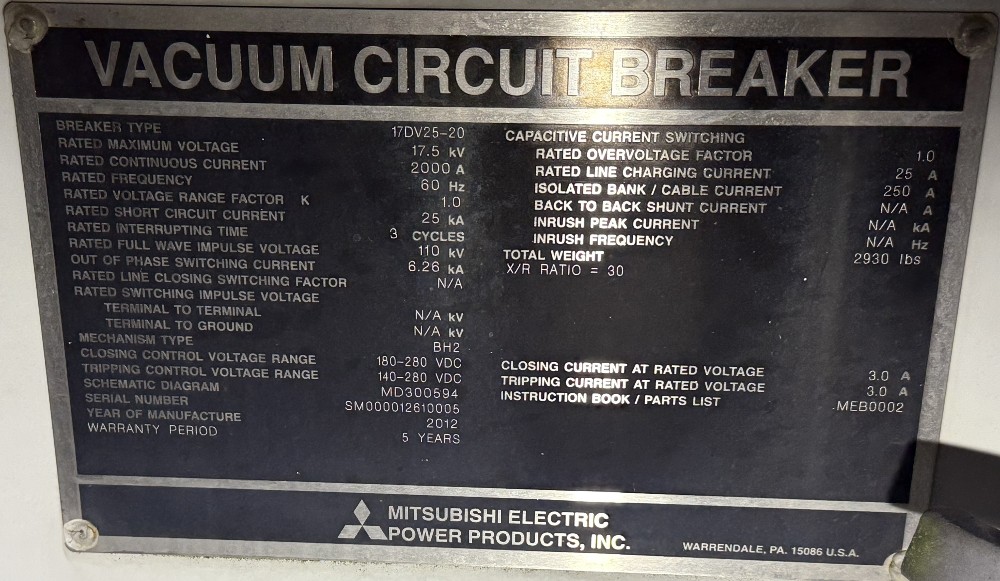 VACUUM CIRCUIT BREAKER
BREAKER TYPE 17DV25-20
RATED MAXIMUM VOLTAGE 17.5 kV
RATED CONTINUOUS CURRENT 2000 A
RATED FREQUENCY 60 Hz
RATED VOLTAGE RANGE FACTOR K 1.0
RATED SHORT CIRCUIT CURRENT 25 kA
RATED INTERRUPTING TIME 3 CYCLES
RATED FULL WAVE IMPULSE VOLTAGE 110 kV
OUT OF PHASE SWITCHING CURRENT 6.26 kA
RATED LINE CLOSING SWITCHING FACTOR N/A
RATED SWITCHING IMPULSE VOLTAGE
TERMINAL TO TERMINAL N/A kV
TERMINAL TO GROUND N/A kV
MECHANISM TYPE BH2
CLOSING CONTROL VOLTAGE RANGE 180-280 VDC
TRIPPING CONTROL VOLTAGE RANGE 140-280 VDC
SCHEMATIC DIAGRAM MD300594
SERIAL NUMBER SM000012610005
YEAR OF MANUFACTURE 2012
WARRANTY PERIOD 5 YEARS
CAPACITIVE CURRENT SWITCHING
RATED OVERVOLTAGE FACTOR 1.0
RATED LINE CHARGING CURRENT 25 A
ISOLATED BANK / CABLE CURRENT 250 A
BACK TO BACK SHUNT CURRENT N/A A
INRUSH PEAK CURRENT N/A kA
INRUSH FREQUENCY N/A Hz
TOTAL WEIGHT 2930 lbs
X/R RATIO = 30
CLOSING CURRENT AT RATED VOLTAGE 3.0 A
TRIPPING CURRENT AT RATED VOLTAGE 3.0 A
INSTRUCTION BOOK / PARTS LIST MEB0002
MITSUBISHI ELECTRIC
POWER PRODUCTS, INC.
WARRENDALE, PA. 15086 U.S.A.